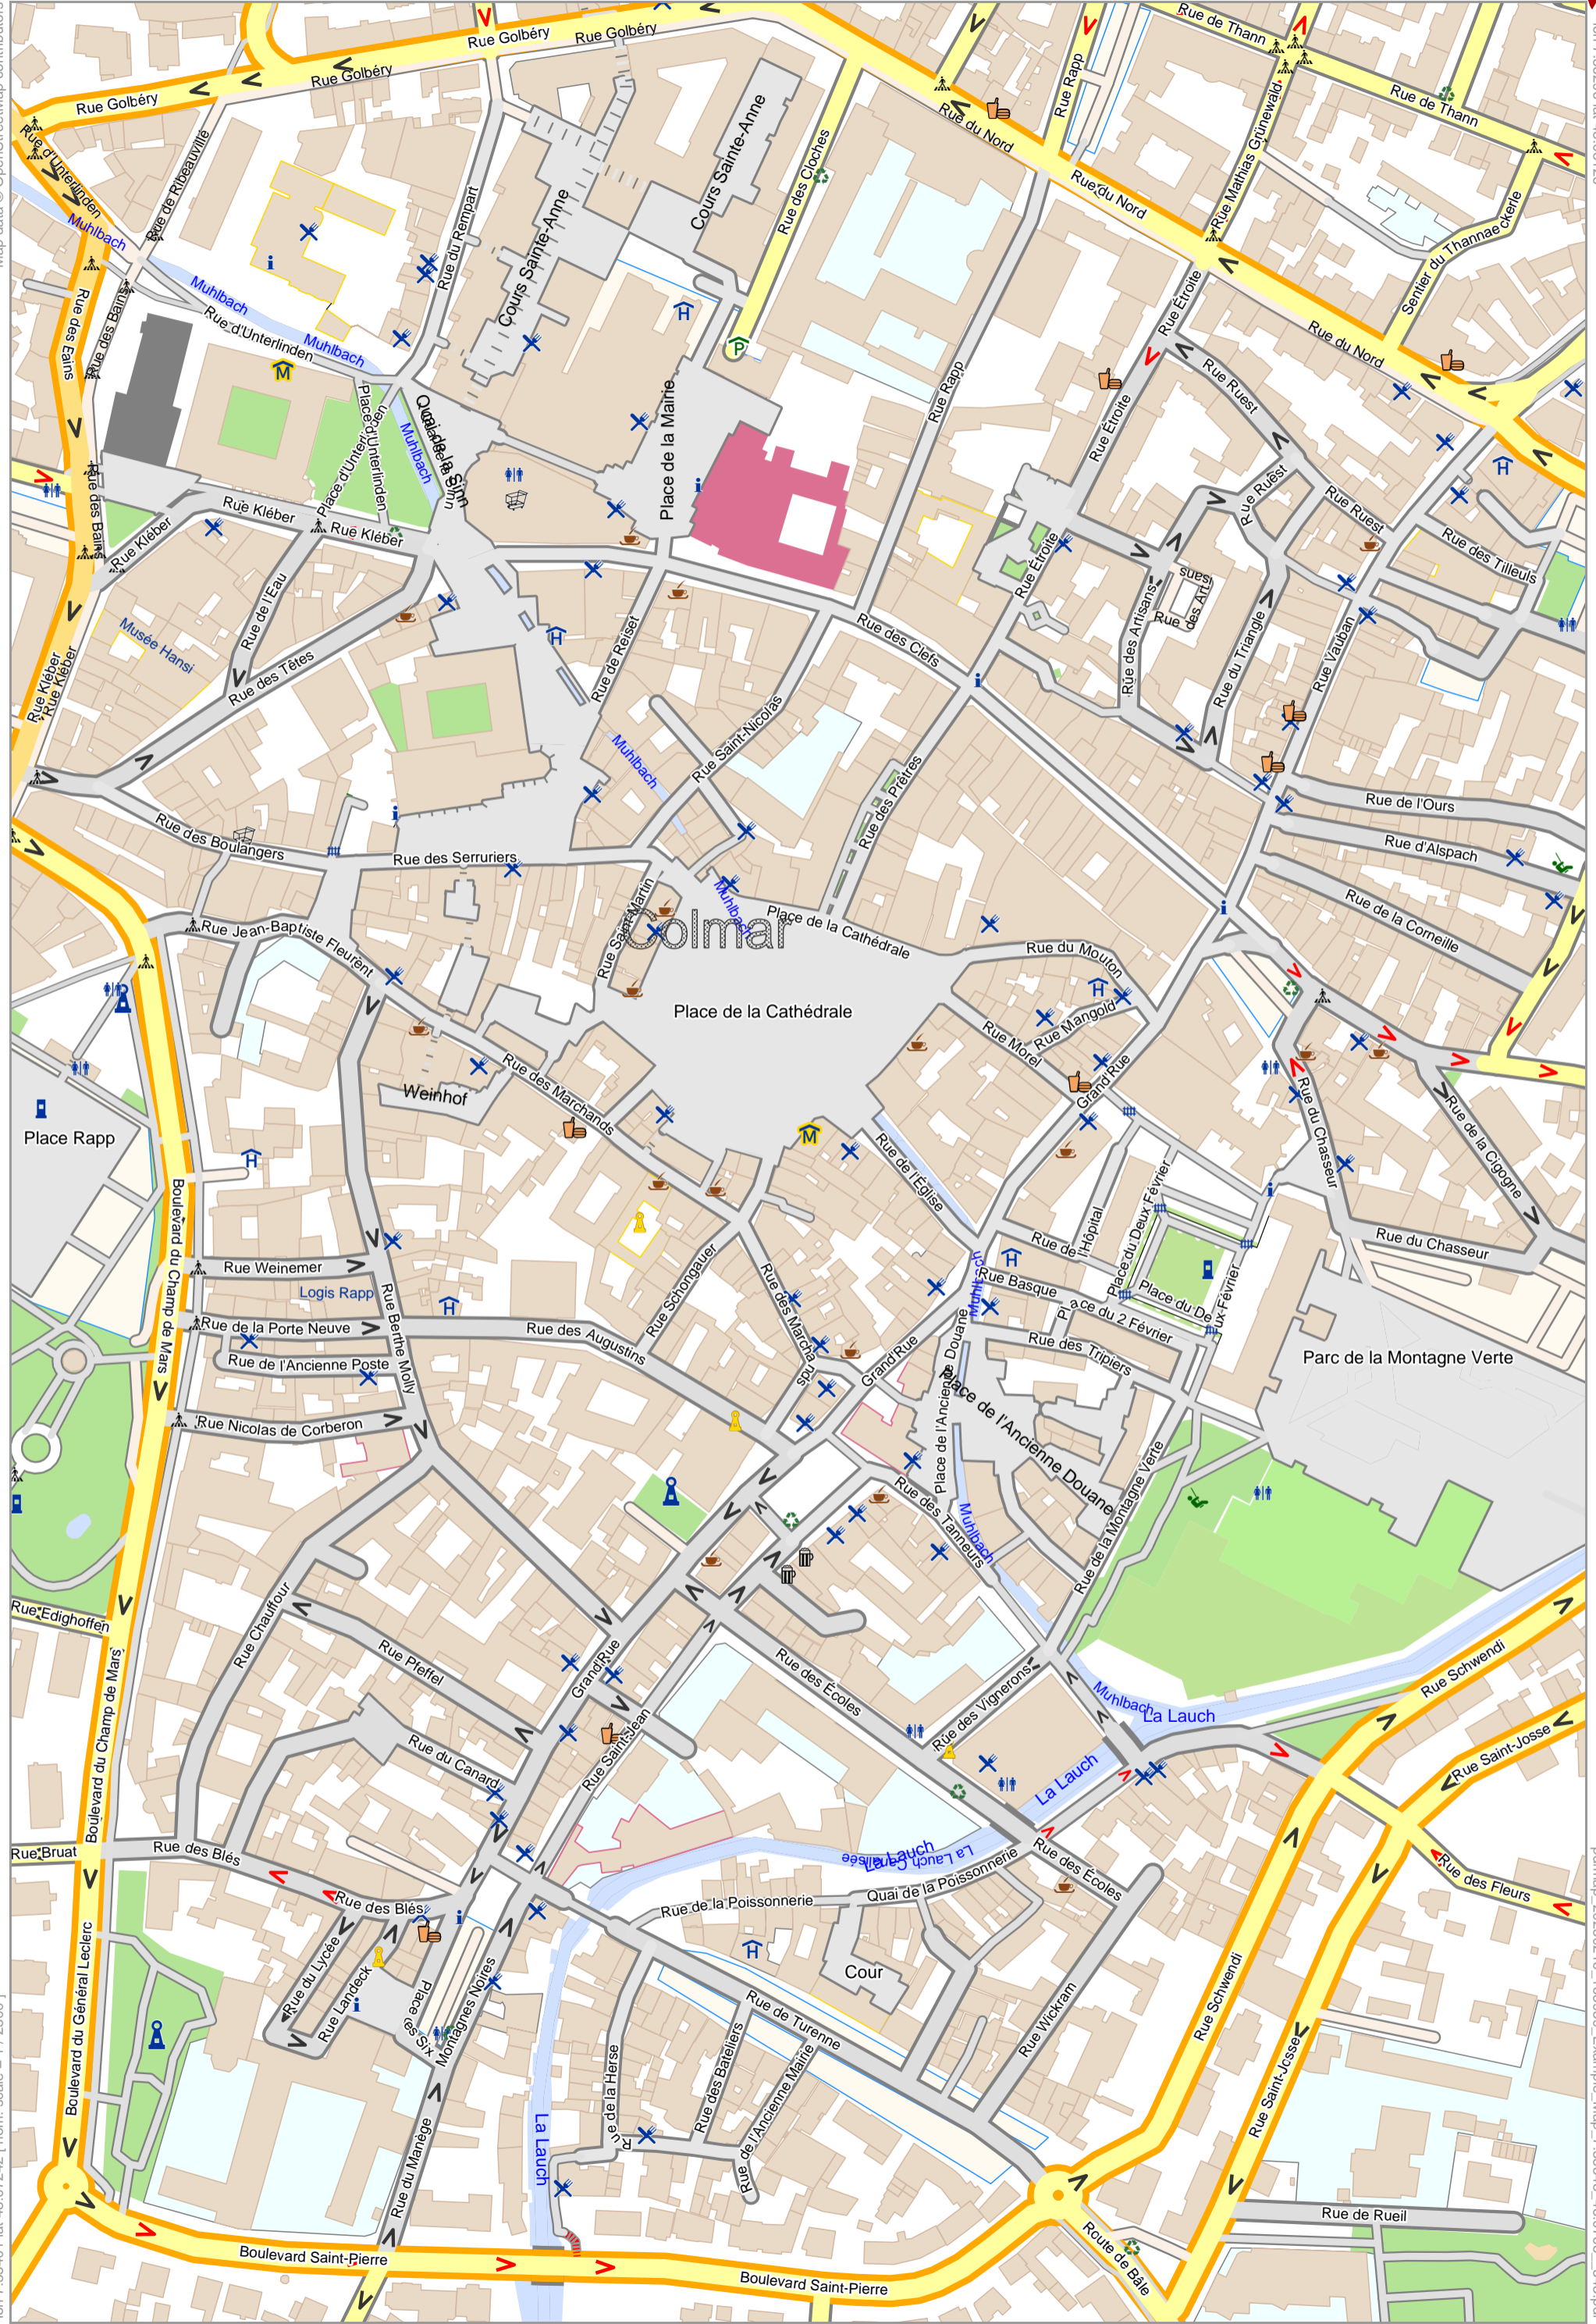 Rue Golbéry
Rue Golbéry
Rue Golbéry
Rue Golbéry
Rue de Thann
Rue de Thann
Rue Rapp
Rue du Nord
Rue du Nord
Rue du Nord
Rue Mathias Grünewald
Rue d'Unterlinden
Rue de Ribeauvillé
Muhlbach
Muhlbach
Muhlbach
Rue d'Unterlinden
Rue du Rempart
Cours Sainte-Anne
Cours Sainte-Anne
Rue des Cloches
Rue Étroite
Rue Étroite
Rue Étroite
Rue Ruest
Rue Ruest
Rue Ruest
Rue des Bains
Rue des Bains
Place d'Unterlinden
Place d'Unterlinden
Muhlbach
Place de la Mairie
Rue Rapp
Rue Kléber
Rue Kléber
Rue Kléber
Rue Kléber
Rue Kléber
Rue de l'Eau
Rue des Têtes
Musée Hansi
Rue de Reiset
Rue Saint-Nicolas
Muhlbach
Rue des Clefs
Rue des Prêtres
Rue des Artisans
Rue du Triangle
Rue Vauban
Rue des Tilleuls
Rue de l'Ours
Rue d'Alspach
Rue de la Corneille
Rue des Boulangers
Rue des Serruriers
Rue Saint-Martin
Muhlbach
Colmar
Place de la Cathédrale
Place de la Cathédrale
Rue Jean-Baptiste Fleurent
Rue du Mouton
Rue Mangold
Rue Morel
Grand'Rue
Weinhof
Rue des Marchands
Place Rapp
Boulevard du Champ de Mars
Rue du Chasseur
Rue du Chasseur
Rue de la Cigogne
Rue de l'Église
Rue de l'Hôpital
Place du Deux Février
Rue Basque
Place du 2 Février
Place du Deux Février
Rue Weinemer
Logis Rapp
Rue de la Porte Neuve
Rue de l'Ancienne Poste
Rue Nicolas de Corberon
Rue Berthe Molly
Rue des Augustins
Rue Schongauer
Rue des Marchands
Grand'Rue
Muhlbach
Place de l'Ancienne Douane
Place de l'Ancienne Douane
Rue des Tripiers
Parc de la Montagne Verte
Rue de la Montagne Verte
Rue des Tanneurs
Muhlbach
Rue Edighoffen
Rue Chauffour
Rue Pfeffel
Grand'Rue
Rue du Canard
Rue Saint-Jean
Rue des Écoles
Rue des Vignerons
Muhlbach
La Lauch
La Lauch
La Lauch
La Lauch Canalisée
Rue Schwendi
Rue Saint-Josse
Boulevard du Champ de Mars
Rue Bruat
Rue des Blés
Rue des Blés
Rue des Écoles
Rue des Fleurs
Quai de la Poissonnerie
Rue de la Poissonnerie
Cour
Rue du Lycée
Rue Landeck
Place des Six
Montagnes Noires
Boulevard du Général Leclerc
Rue de Turenne
Rue Wickram
Rue de la Herse
Rue des Bateliers
Rue de l'Ancienne Mairie
Rue Schwendi
Rue Saint-Josse
La Lauch
Rue du Manège
Boulevard Saint-Pierre
Boulevard Saint-Pierre
Route de Bâle
Rue de Rueil